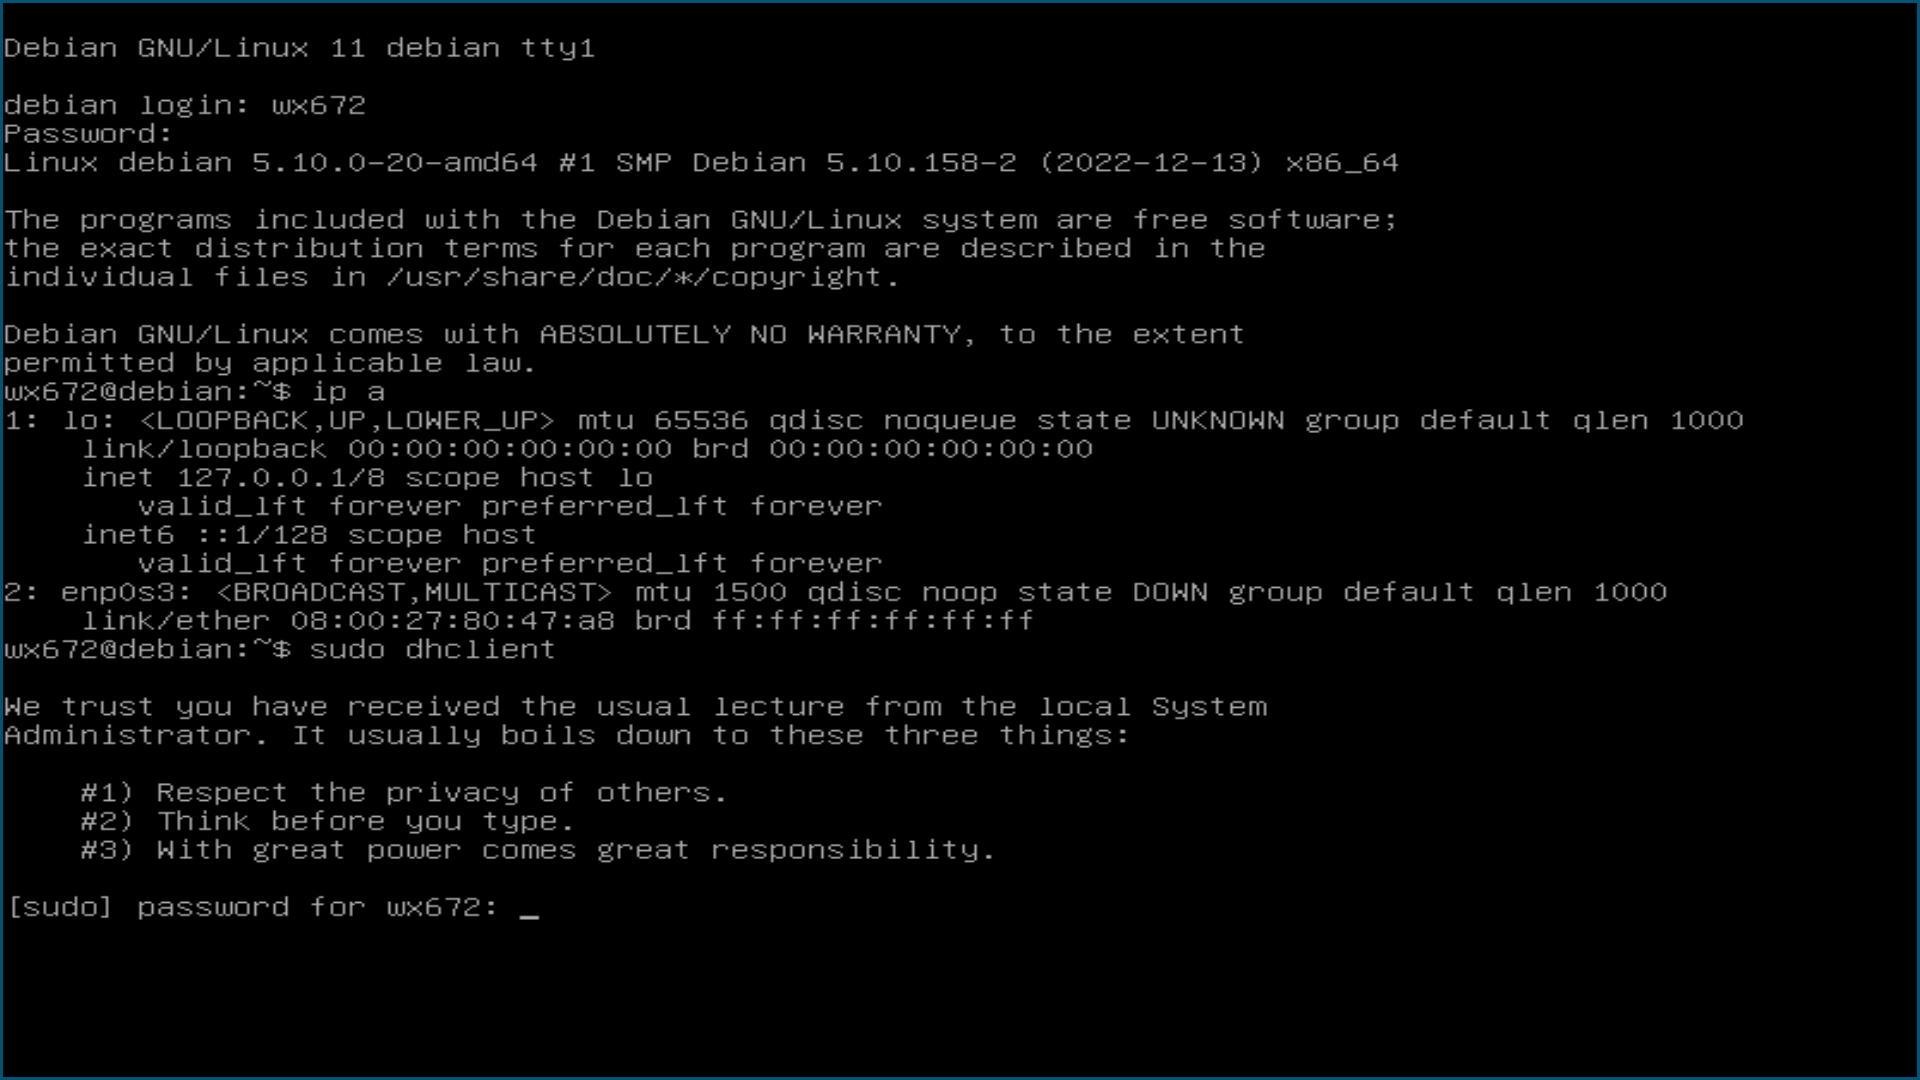 Debian GNU/Linux 11 debian tty1
debian login: wx672
Password:
Linux debian 5.10.0-20-amd64 #1 SMP Debian 5.10.158-2 (2022-12-13) x86_64
The programs included with the Debian GNU/Linux system are free software;
the exact distribution terms for each program are described in the
individual files in /usr/share/doc/*/copyright.
Debian GNU/Linux comes with ABSOLUTELY NO WARRANTY, to the extent
permitted by applicable law.
wx672@debian:~$ ip a
1: lo: <LOOPBACK,UP,LOWER_UP> mtu 65536 qdisc noqueue state UNKNOWN group default qlen 1000
    link/loopback 00:00:00:00:00:00 brd 00:00:00:00:00:00
    inet 127.0.0.1/8 scope host lo
       valid_lft forever preferred_lft forever
    inet6 ::1/128 scope host
       valid_lft forever preferred_lft forever
2: enp0s3: <BROADCAST,MULTICAST> mtu 1500 qdisc noop state DOWN group default qlen 1000
    link/ether 08:00:27:80:47:a8 brd ff:ff:ff:ff:ff:ff
wx672@debian:~$ sudo dhclient
We trust you have received the usual lecture from the local System
Administrator. It usually boils down to these three things:
    #1) Respect the privacy of others.
    #2) Think before you type.
    #3) With great power comes great responsibility.
[sudo] password for wx672: _